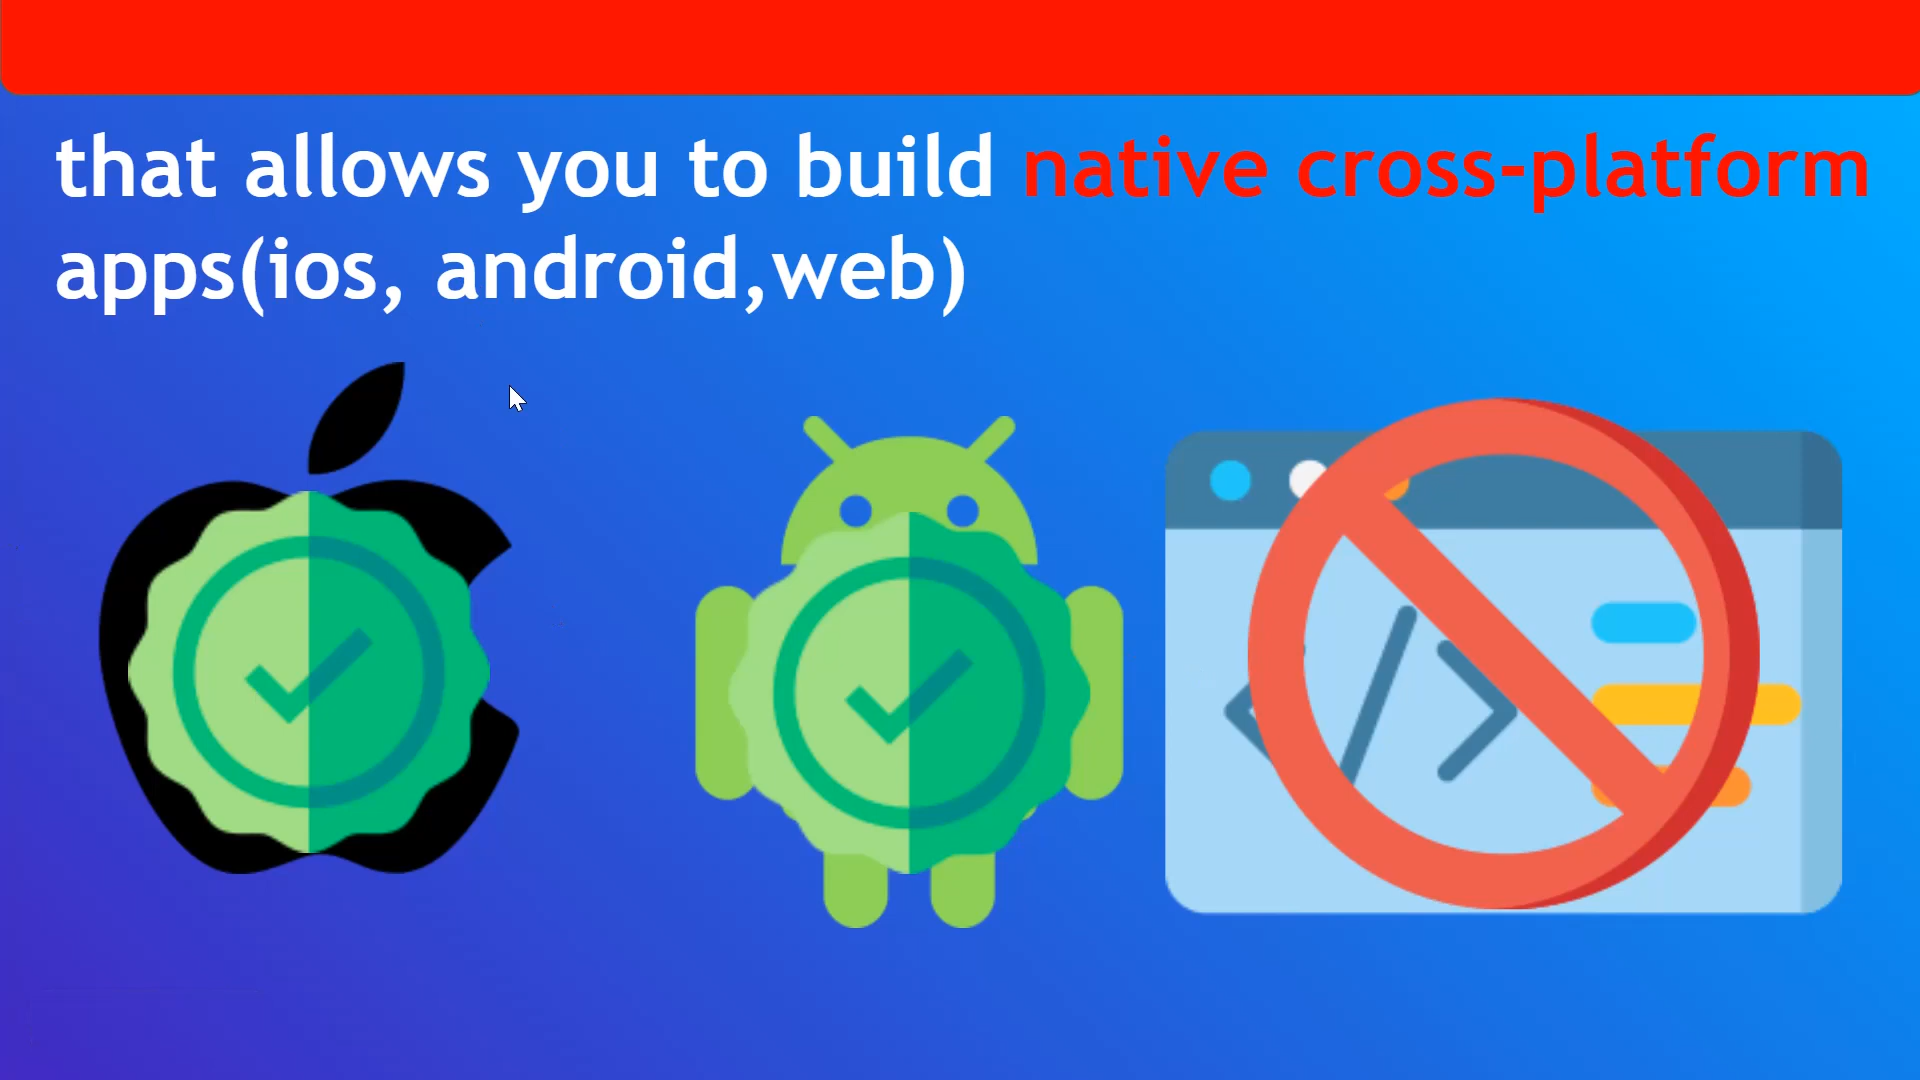 that allows you to build native cross-platform
apps(ios, android,web)